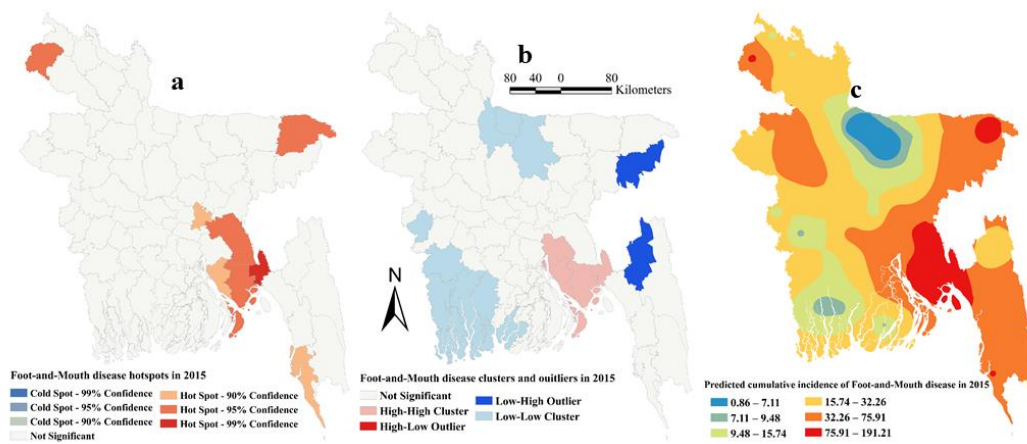 a
b
c
80 40 0 80
Kilometers
N
Foot-and-Mouth disease hotspots in 2015
Cold Spot - 99% Confidence
Cold Spot - 95% Confidence
Cold Spot - 90% Confidence
Not Significant
Hot Spot - 90% Confidence
Hot Spot - 95% Confidence
Hot Spot - 99% Confidence
Foot-and-Mouth disease clusters and ouitliers in 2015
Not Significant
High-High Cluster
High-Low Outlier
Low-High Outlier
Low-Low Cluster
Predicted cumulative incidence of Foot-and-Mouth disease in 2015
0.86 – 7.11
7.11 – 9.48
9.48 – 15.74
15.74 – 32.26
32.26 – 75.91
75.91 – 191.21